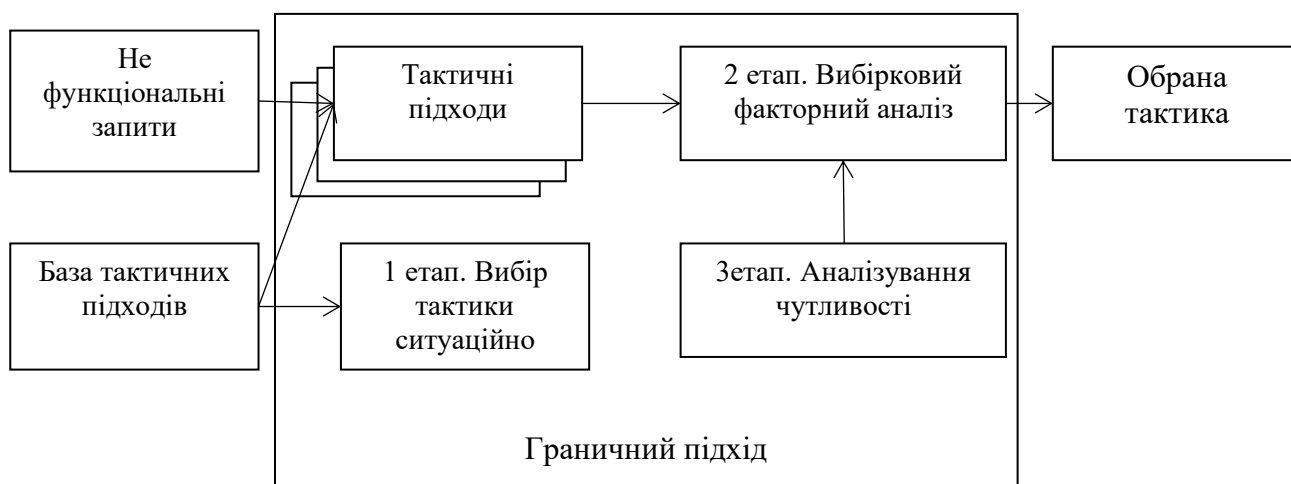 Не
функціональні
запити
Тактичні
підходи
2 етап. Вибірковий
факторний аналіз
Обрана
тактика
База тактичних
підходів
1 етап. Вибір
тактики
ситуаційно
3етап. Аналізування
чутливості
Граничний підхід